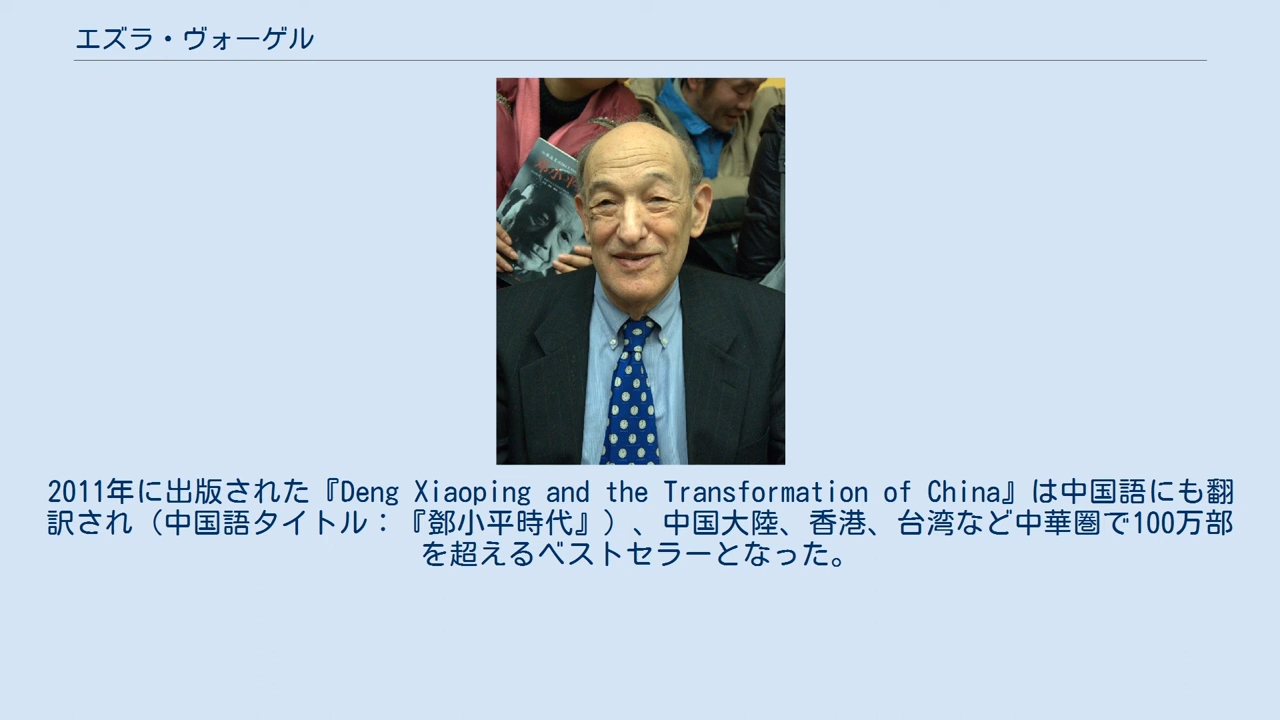 エズラ・ヴォーゲル
2011年に出版された『Deng Xiaoping and the Transformation of China』は中国語にも翻
訳され（中国語タイトル：『鄧小平時代』）、中国大陸、香港、台湾など中華圏で100万部
を超えるベストセラーとなった。